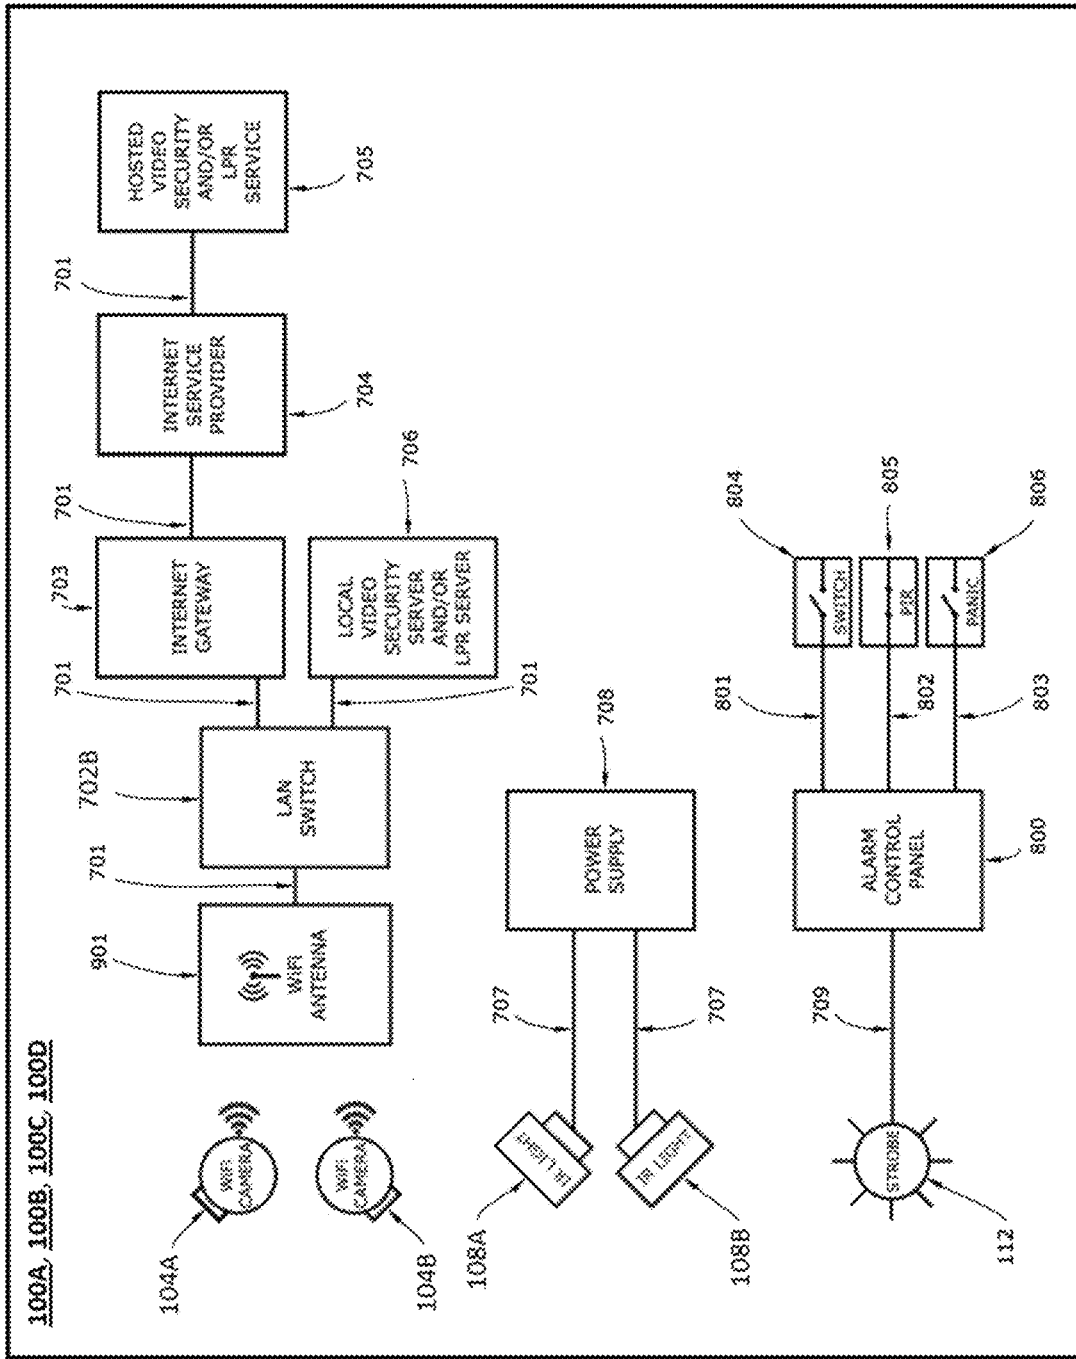 100A, 100B, 100C, 100D
104A
WIFI
CAMERA
WIFI
CAMERA
104B
901
WIFI
ANTENNA
701
702B
LAN
SWITCH
701
701
703
INTERNET
GATEWAY
706
LOCAL
VIDEO
SECURITY
SERVER
AND/OR
LPR SERVER
701
INTERNET
SERVICE
PROVIDER
704
701
HOSTED
VIDEO
SECURITY
AND/OR
LPR
SERVICE
705
108A
IR LIGHT
IR LIGHT
108B
707
707
POWER
SUPPLY
708
STROBE
112
709
ALARM
CONTROL
PANEL
800
801
802
803
804
SWITCH
805
PIR
806
PANIC